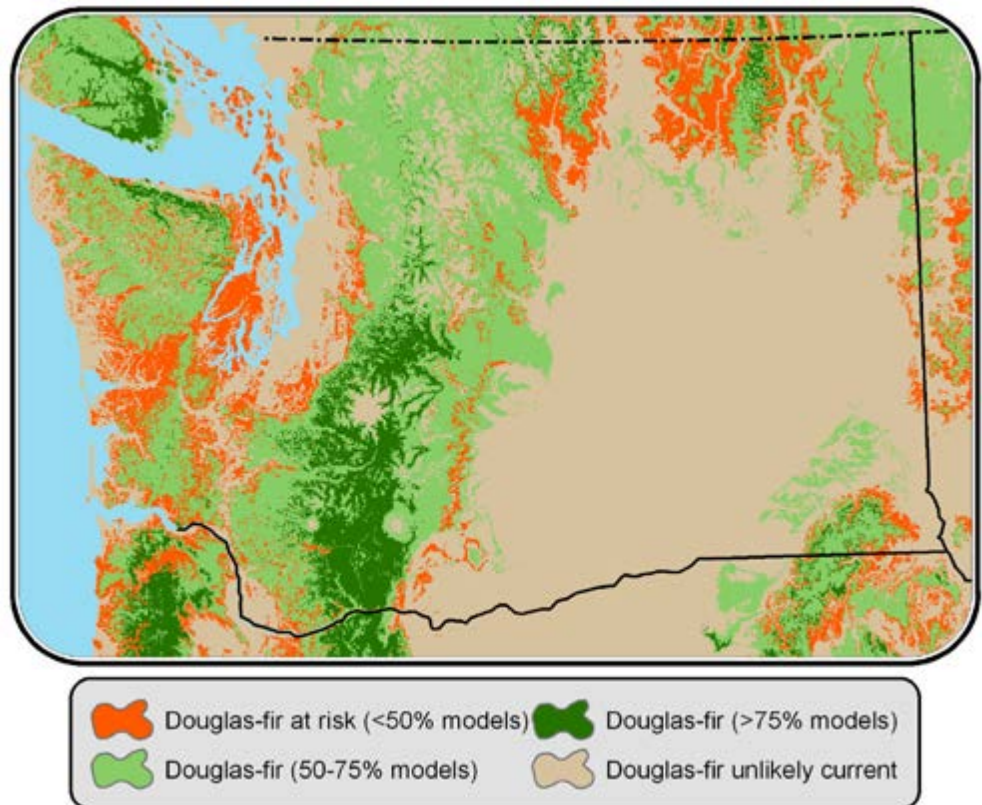 Douglas-fir at risk (<50% models) Douglas-fir (>75% models)
Douglas-fir (50-75% models) Douglas-fir unlikely current